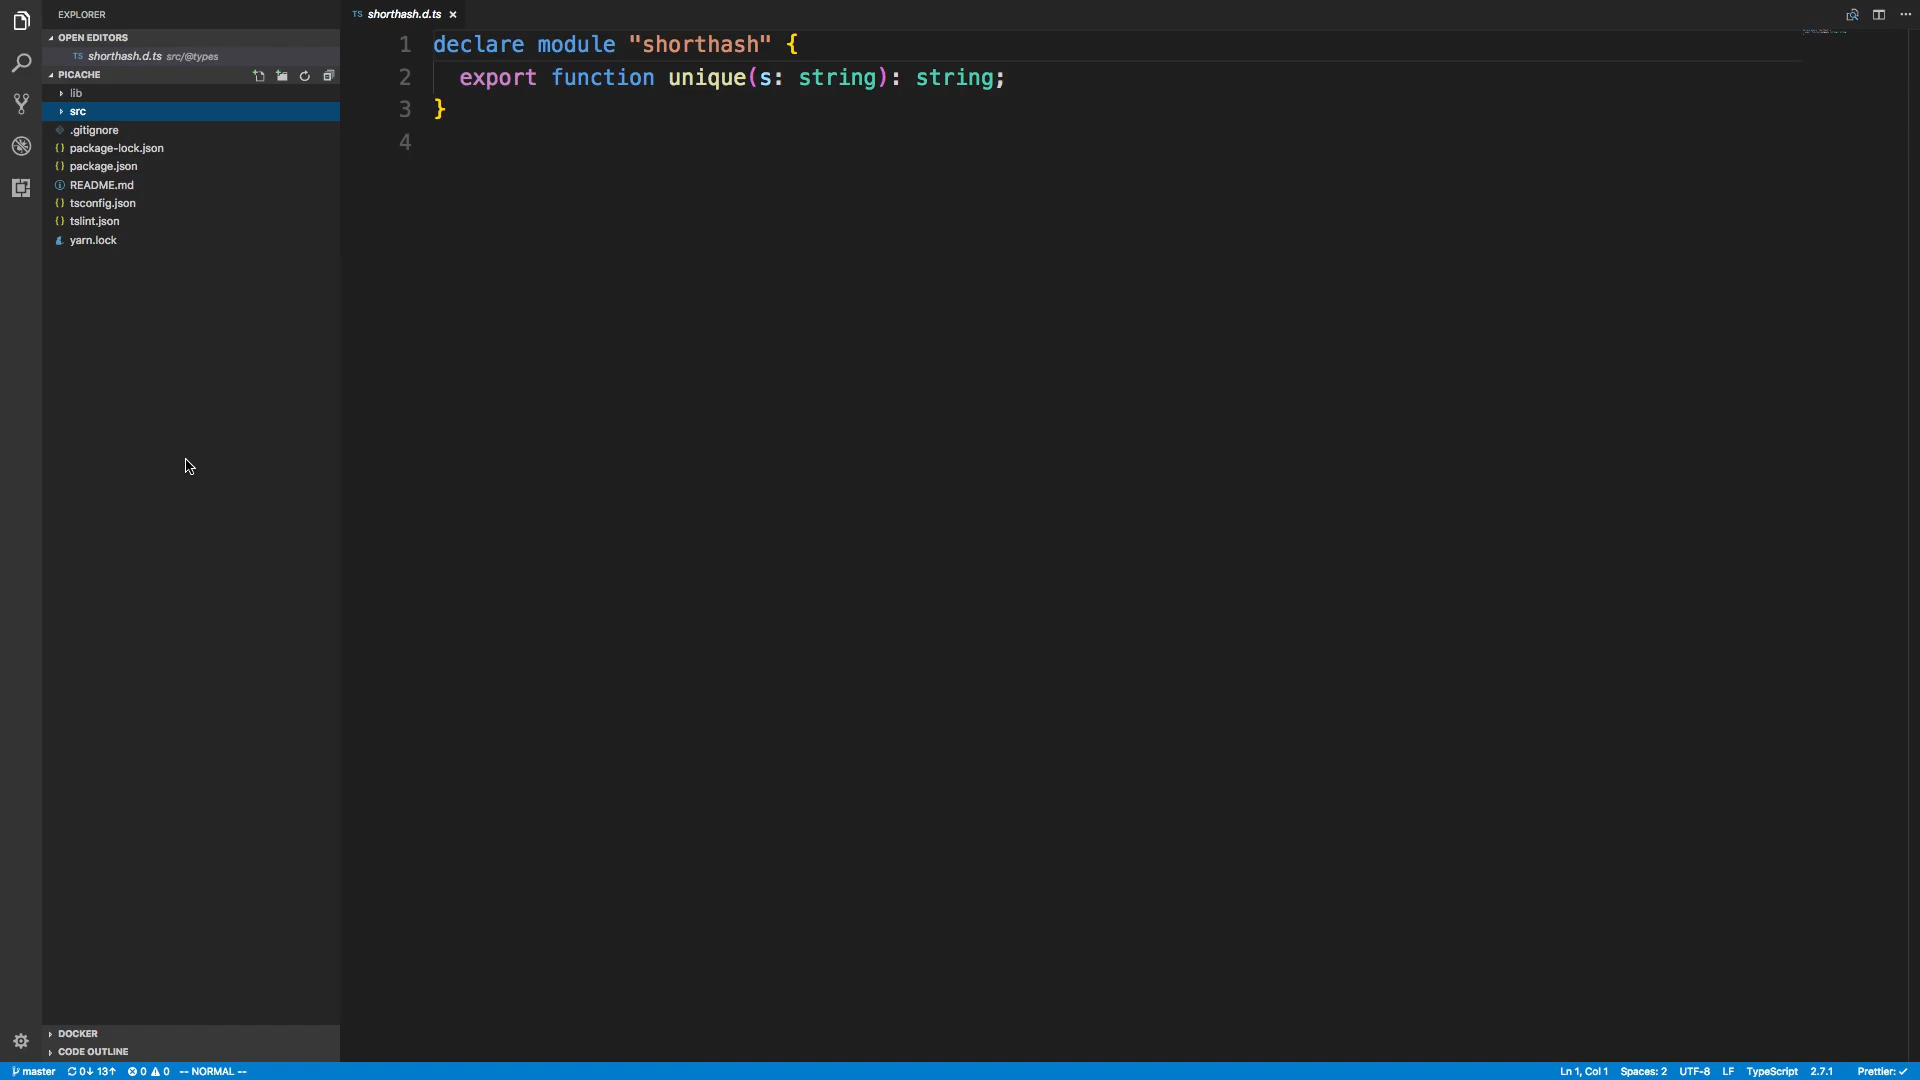 EXPLORER
OPEN EDITORS
TS shorthash.d.ts src/@types
PICACHE
lib
src
.gitignore
{} package-lock.json
{} package.json
README.md
{} tsconfig.json
{} tslint.json
yarn.lock
DOCKER
CODE OUTLINE
TS shorthash.d.ts ×
1 declare module "shorthash" {
2 export function unique(s: string): string;
3 }
4
master 0↓ 13↑ 0 0 -- NORMAL --
Ln 1, Col 1 Spaces: 2 UTF-8 LF TypeScript 2.7.1 Prettier: ✓